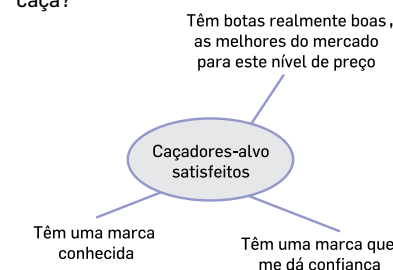 caça?
Têm botas realmente boas,
as melhores do mercado
para este nível de preço
Caçadores-alvo
satisfeitos
Têm uma marca
conhecida
Têm uma marca que
me dá confiança